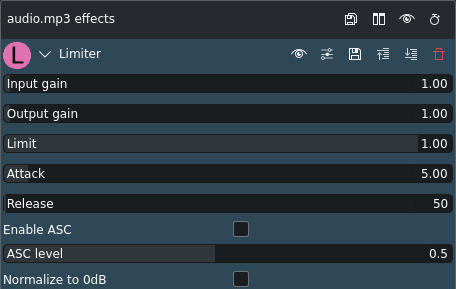 audio.mp3 effects
L Limiter
Input gain 1.00
Output gain 1.00
Limit 1.00
Attack 5.00
Release 50
Enable ASC
ASC level 0.5
Normalize to 0dB